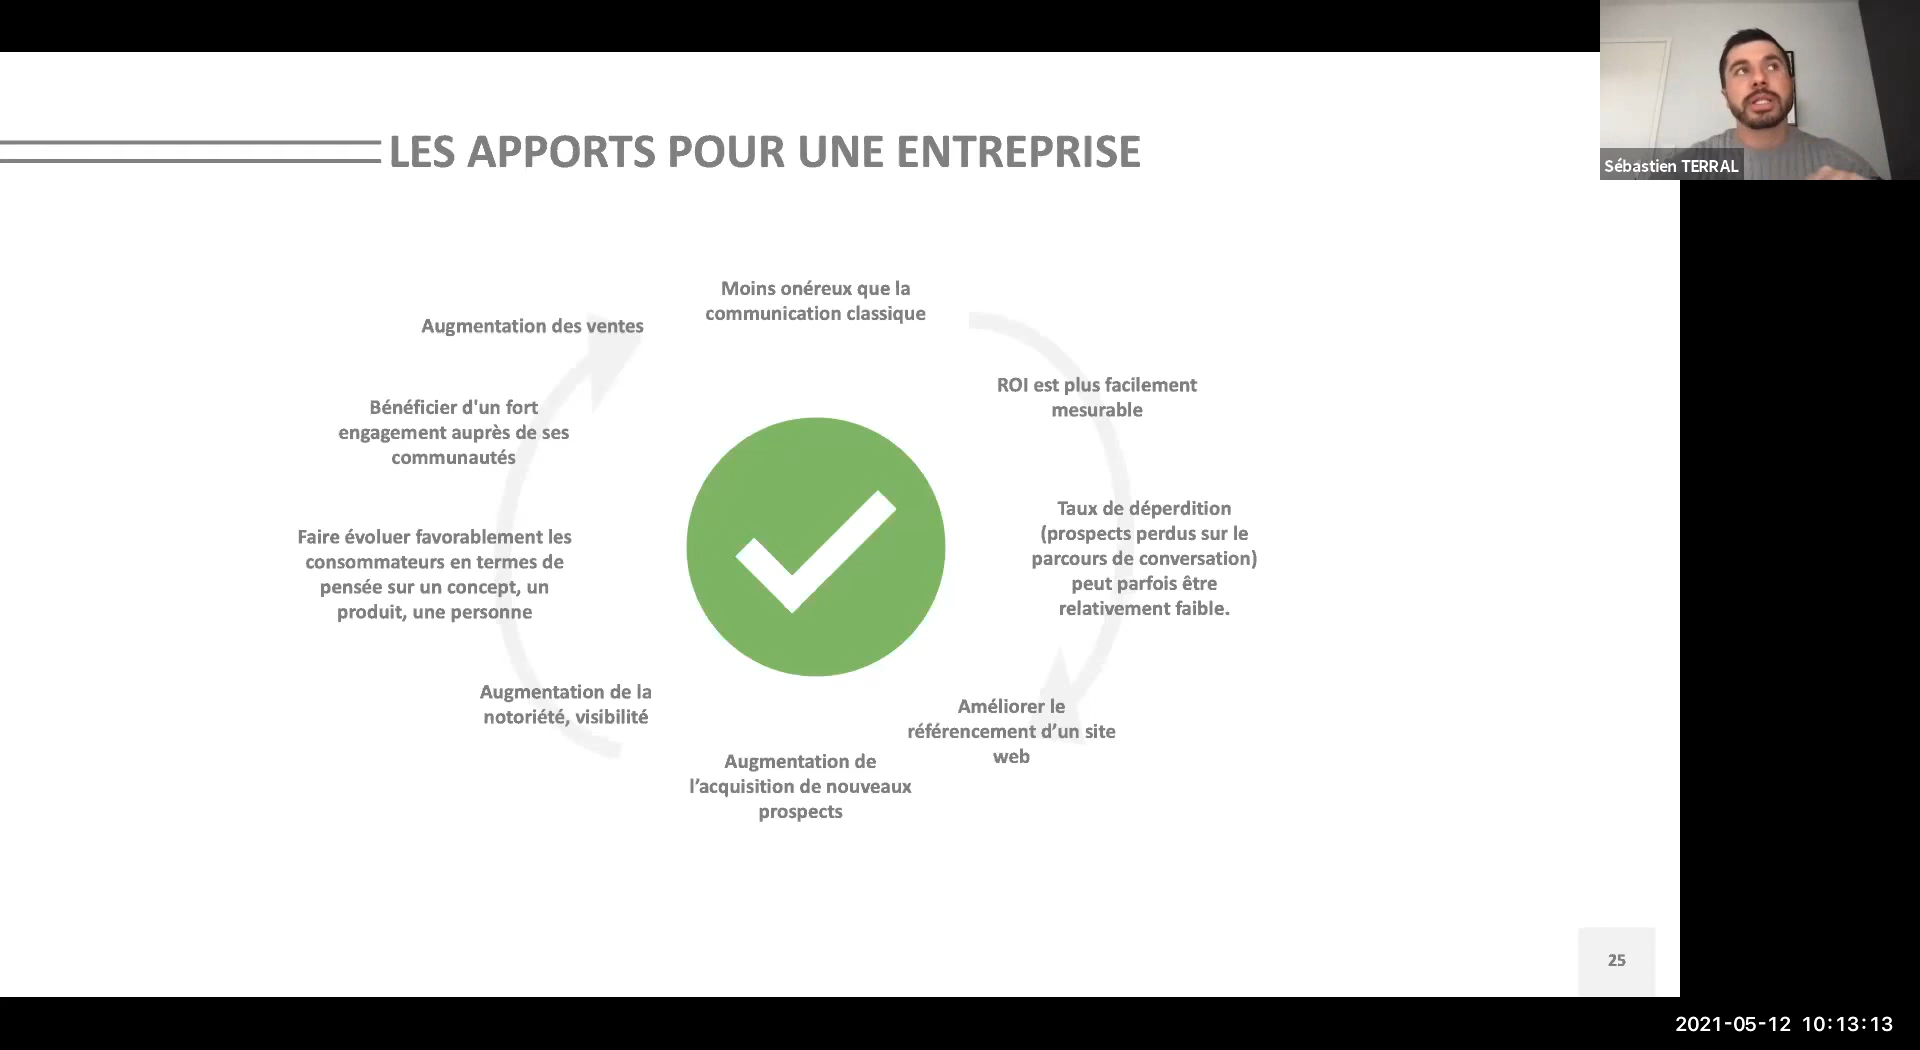 LES APPORTS POUR UNE ENTREPRISE
Sébastien TERRAL
Moins onéreux que la
communication classique
ROI est plus facilement
mesurable
Taux de déperdition
(prospects perdus sur le
parcours de conversation)
peut parfois être
relativement faible.
Améliorer le
référencement d’un site
web
Augmentation de
l’acquisition de nouveaux
prospects
Augmentation de la
notoriété, visibilité
Faire évoluer favorablement les
consommateurs en termes de
pensée sur un concept, un
produit, une personne
Bénéficier d'un fort
engagement auprès de ses
communautés
Augmentation des ventes
25
2021-05-12 10:13:13